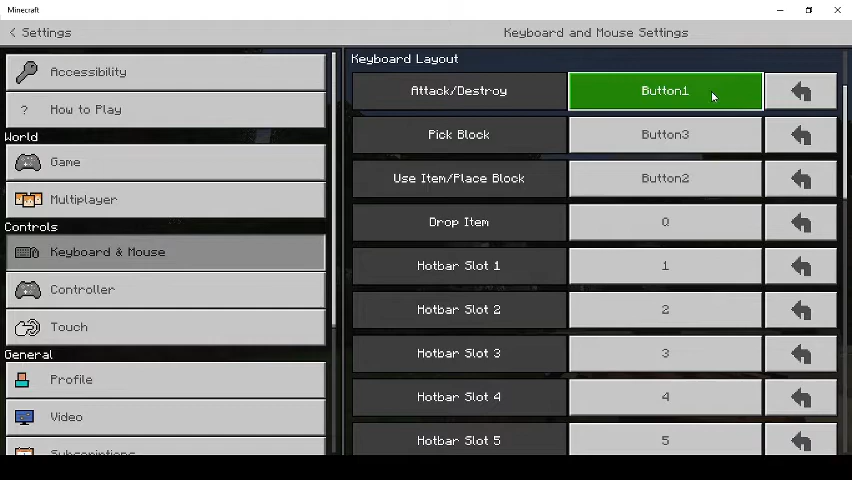 Minecraft
Settings
Keyboard and Mouse Settings
Accessibility
? How to Play
World
Game
Multiplayer
Controls
Keyboard & Mouse
Controller
Touch
General
Profile
Video
Subscriptions
Keyboard Layout
Attack/Destroy Button1
Pick Block Button3
Use Item/Place Block Button2
Drop Item Q
Hotbar Slot 1 1
Hotbar Slot 2 2
Hotbar Slot 3 3
Hotbar Slot 4 4
Hotbar Slot 5 5